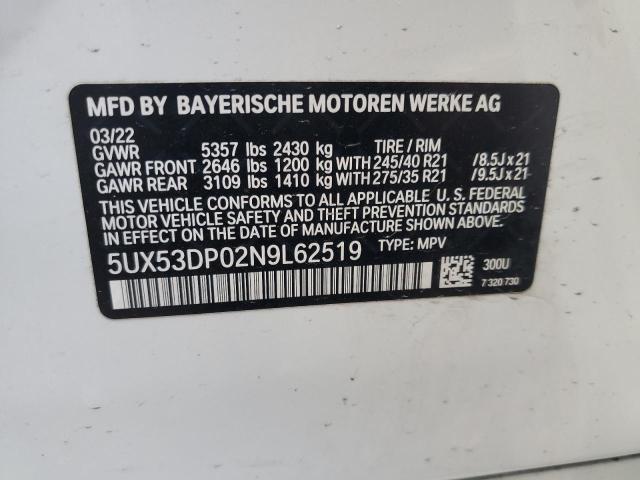 MFD BY BAYERISCHE MOTOREN WERKE AG
03/22
GVWR 5357 lbs 2430 kg TIRE / RIM
GAWR FRONT 2646 lbs 1200 kg WITH 245/40 R21 /8.5J x 21
GAWR REAR 3109 lbs 1410 kg WITH 275/35 R21 /9.5J x 21
THIS VEHICLE CONFORMS TO ALL APPLICABLE U. S. FEDERAL
MOTOR VEHICLE SAFETY AND THEFT PREVENTION STANDARDS
IN EFFECT ON THE DATE OF MANUFACTURE SHOWN ABOVE.
5UX53DP02N9L62519 TYPE: MPV
300U
7 320 730